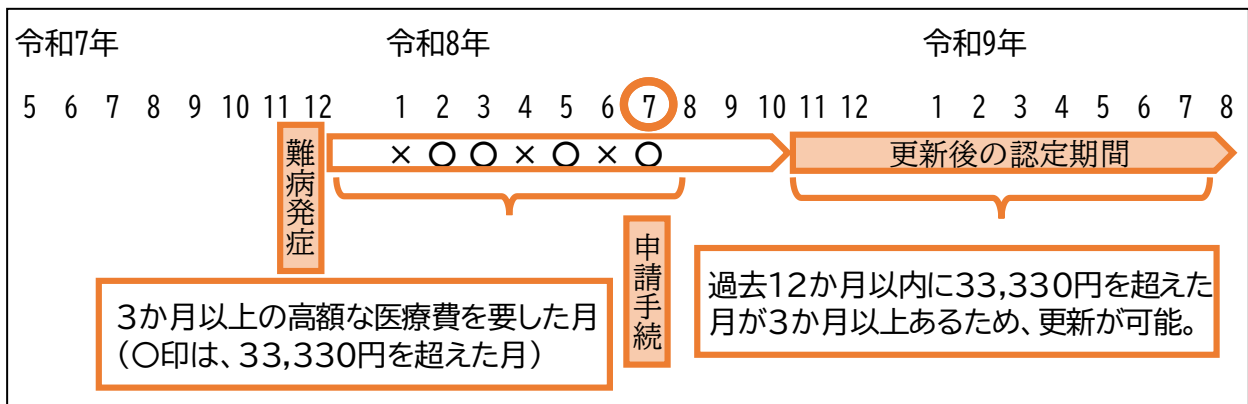 令和7年 令和8年 令和9年
5 6 7 8 9 10 11 12 1 2 3 4 5 6 7 8 9 10 11 12 1 2 3 4 5 6 7 8
難病発症
×〇〇×〇×〇
更新後の認定期間
申請手続
3か月以上の高額な医療費を要した月
(〇印は、33,330円を超えた月)
過去12か月以内に33,330円を超えた
月が3か月以上あるため、更新が可能。